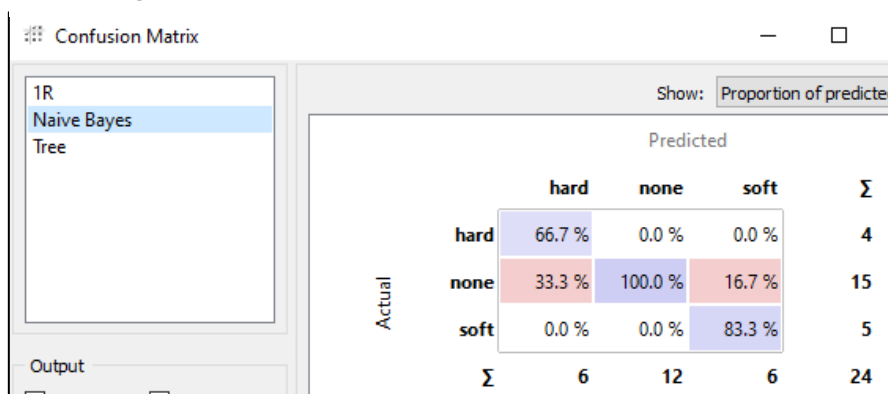 Confusion Matrix
1R
Naive Bayes
Tree
Show: Proportion of predicte
Predicted
hard none soft Σ
hard 66.7 % 0.0 % 0.0 % 4
Actual
none 33.3 % 100.0 % 16.7 % 15
soft 0.0 % 0.0 % 83.3 % 5
Σ 6 12 6 24
Output